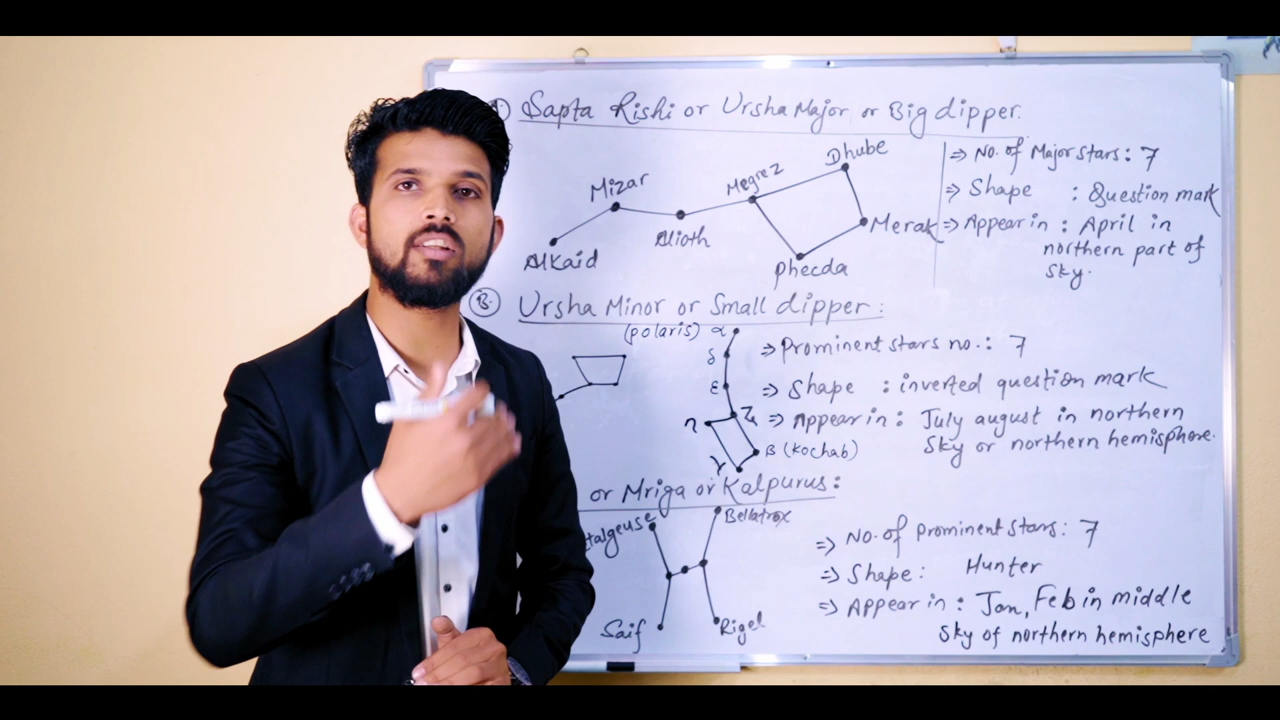 Sapta Rishi or Ursha Major or Big dipper.
Dhube
Megrez
Mizar
Alioth
Merak
Alkaid
Phecda
⇒ No. of Major stars: 7
⇒ Shape : Question mark
⇒ Appear in : April in
northern part of
sky.
B. Ursha Minor or Small dipper:
(polaris) α
δ
ε
η
ζ
β (Kochab)
γ
⇒ Prominent stars no.: 7
⇒ Shape : inverted question mark
⇒ Appear in: July august in northern
sky or northern hemisphere.
or Mriga or Kalpurus:
talgeuse
Bellatrox
Saif
Rigel
⇒ No. of prominent stars: 7
⇒ Shape: Hunter
⇒ Appear in: Jan, Feb in middle
sky of northern hemisphere